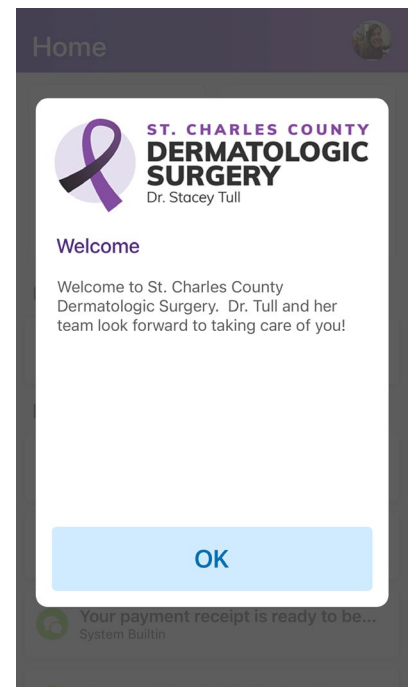 Home
ST. CHARLES COUNTY
DERMATOLOGIC
SURGERY
Dr. Stacey Tull
Welcome
Welcome to St. Charles County
Dermatologic Surgery.  Dr. Tull and her
team look forward to taking care of you!
OK
Your payment receipt is ready to be...
System Builtin